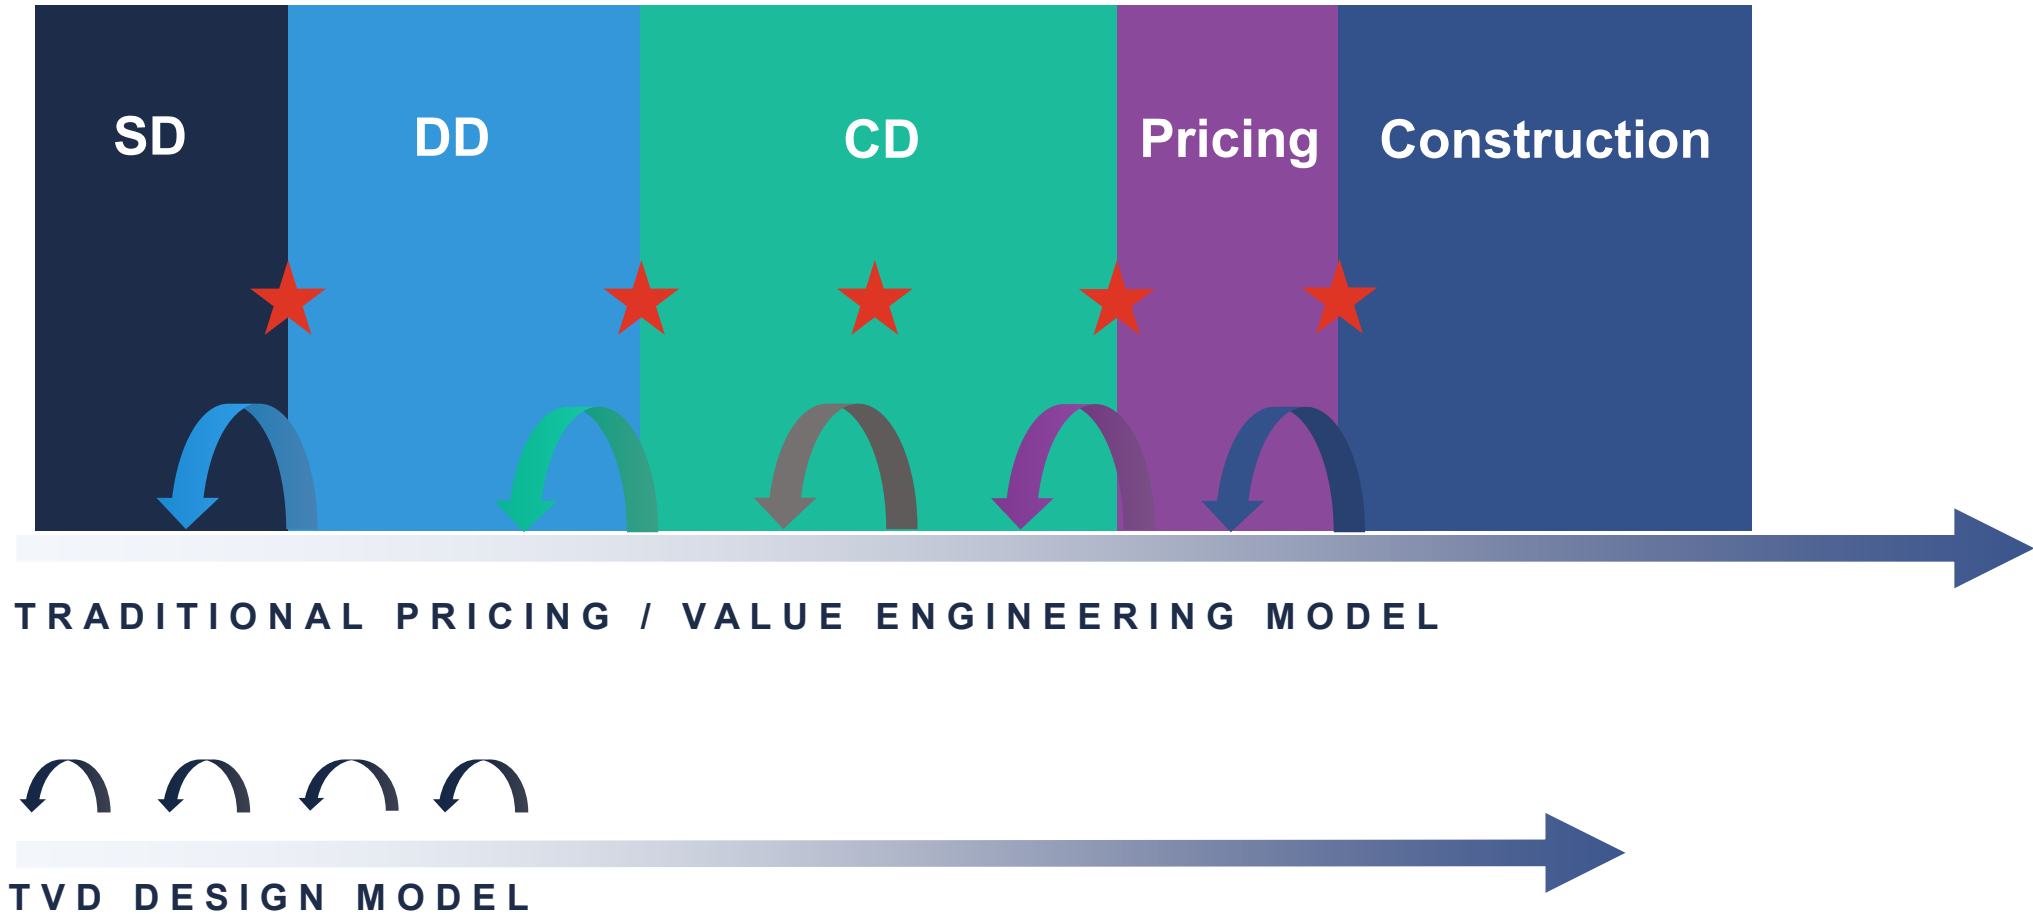 SD
DD
CD
Pricing
Construction
TRADITIONAL PRICING / VALUE ENGINEERING MODEL
TVD DESIGN MODEL